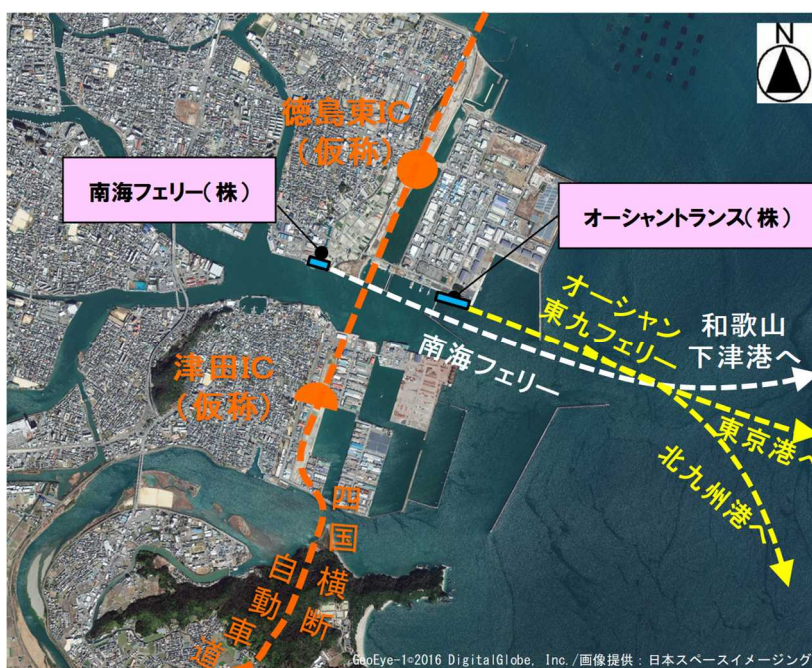 N
徳島東IC
(仮称)
南海フェリー(株)
オーシャントランス(株)
オーシャン
東九フェリー
和歌山
下津港へ
南海フェリー
津田IC
(仮称)
東京港へ
北九州港へ
四国横断
自動車道
GeoEye-1©2016 DigitalGlobe, Inc./画像提供:日本スペースイメージング